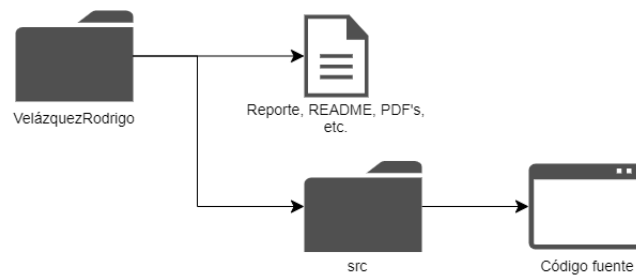 VelázquezRodrigo
Reporte, README, PDF's,
etc.
src
Código fuente